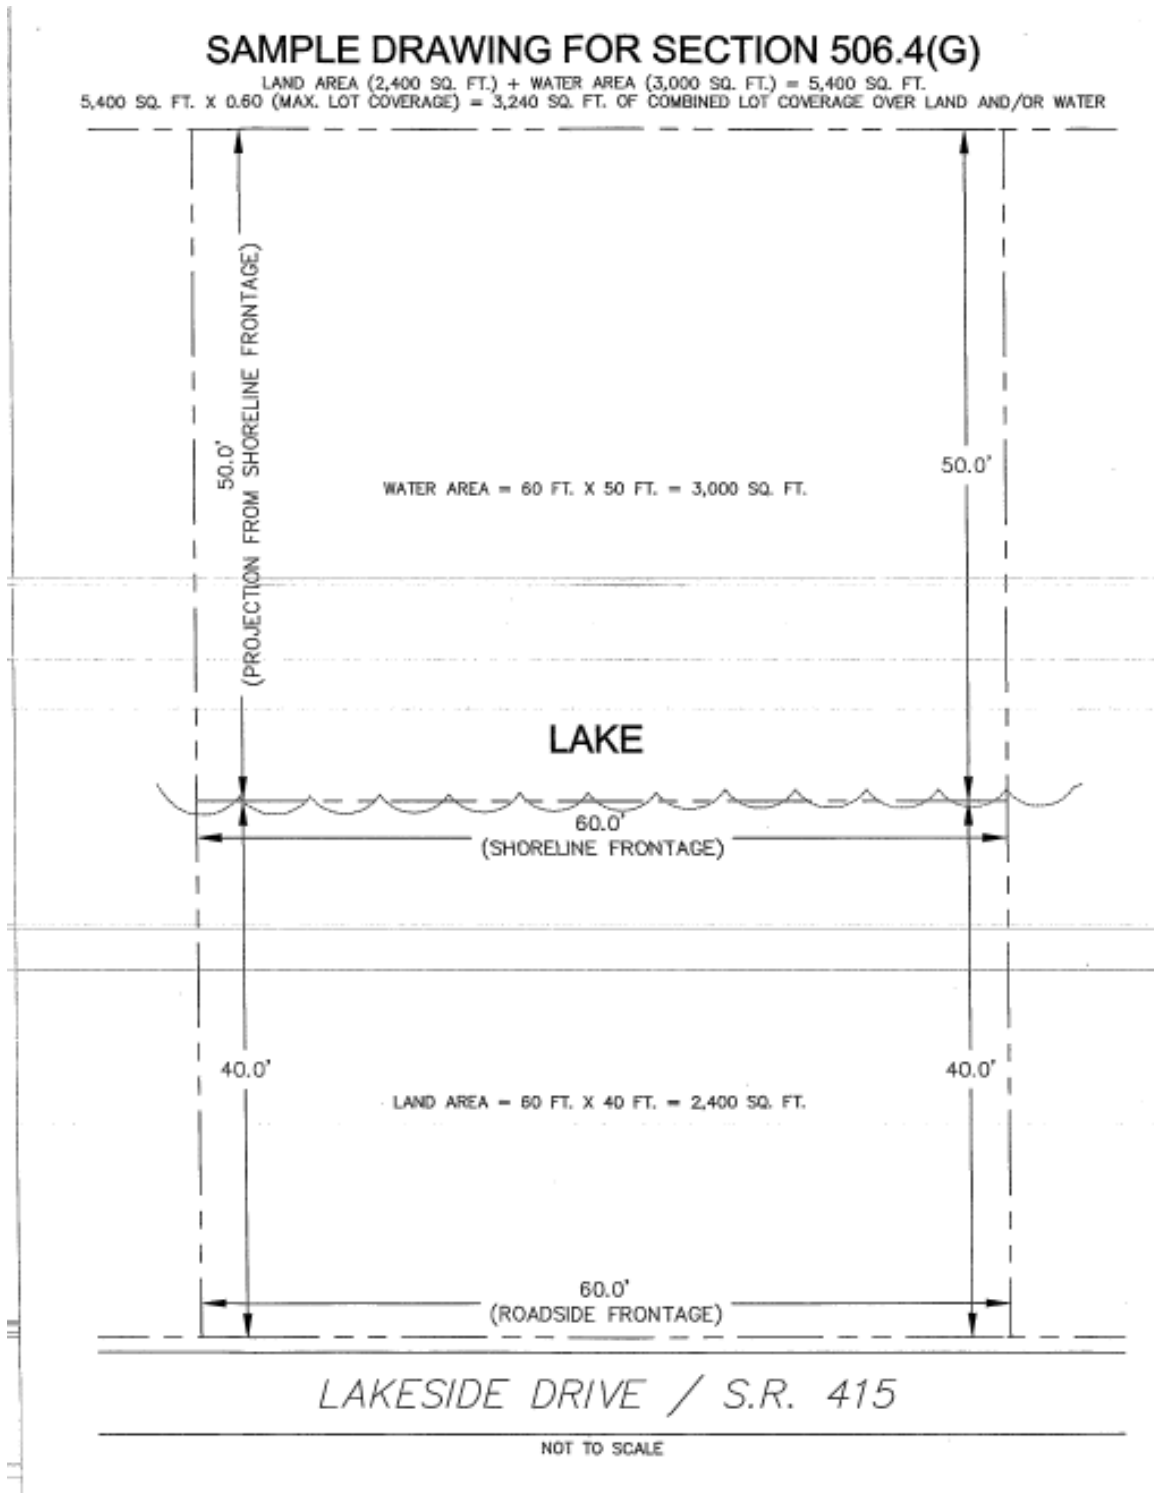 SAMPLE DRAWING FOR SECTION 506.4(G)
LAND AREA (2,400 SQ. FT.) + WATER AREA (3,000 SQ. FT.) = 5,400 SQ. FT.
5,400 SQ. FT. X 0.60 (MAX. LOT COVERAGE) = 3,240 SQ. FT. OF COMBINED LOT COVERAGE OVER LAND AND/OR WATER
50.0'
(PROJECTION FROM SHORELINE FRONTAGE)
50.0'
WATER AREA = 60 FT. X 50 FT. = 3,000 SQ. FT.
LAKE
60.0'
(SHORELINE FRONTAGE)
40.0'
40.0'
LAND AREA = 60 FT. X 40 FT. = 2,400 SQ. FT.
60.0'
(ROADSIDE FRONTAGE)
LAKESIDE DRIVE / S.R. 415
NOT TO SCALE